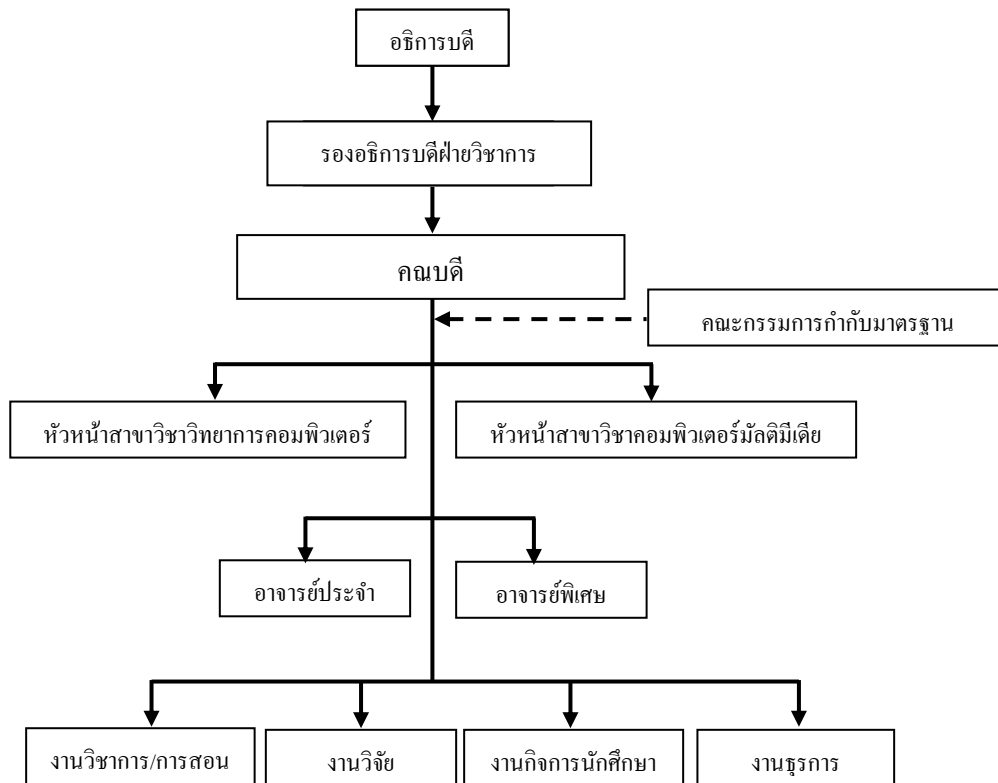 อธิการบดี
รองอธิการบดีฝ่ายวิชาการ
คณบดี
คณะกรรมการกำกับมาตรฐาน
หัวหน้าสาขาวิชาวิทยาการคอมพิวเตอร์
หัวหน้าสาขาวิชาคอมพิวเตอร์มัลติมีเดีย
อาจารย์ประจำ
อาจารย์พิเศษ
งานวิชาการ/การสอน
งานวิจัย
งานกิจการนักศึกษา
งานธุรการ